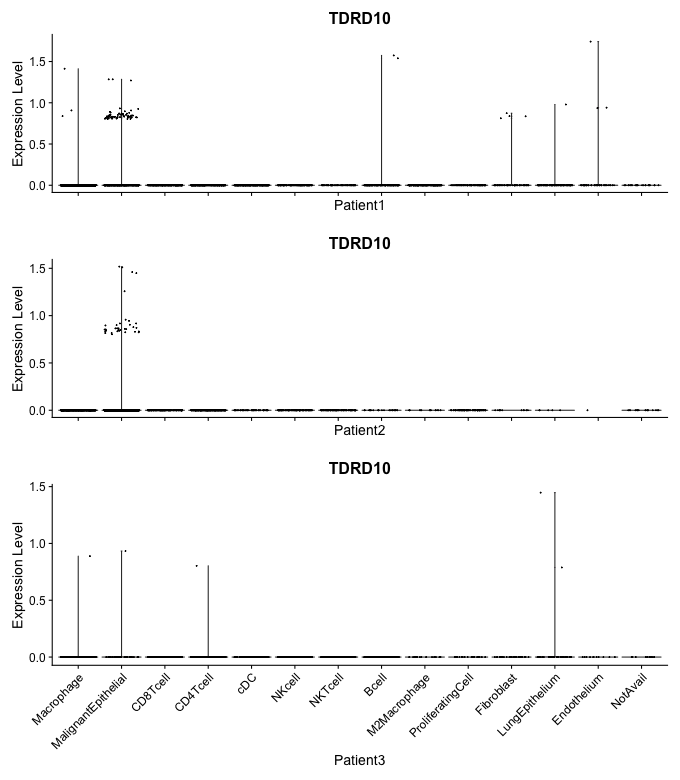 TDRD10
Expression Level
1.5
1.0
0.5
0.0
Patient1
TDRD10
Expression Level
1.5
1.0
0.5
0.0
Patient2
TDRD10
Expression Level
1.5
1.0
0.5
0.0
Macrophage
MalignantEpithelial
CD8Tcell
CD4Tcell
cDC
NKcell
NKTcell
Bcell
M2Macrophage
ProliferatingCell
Fibroblast
LungEpithelium
Endothelium
NotAvail
Patient3